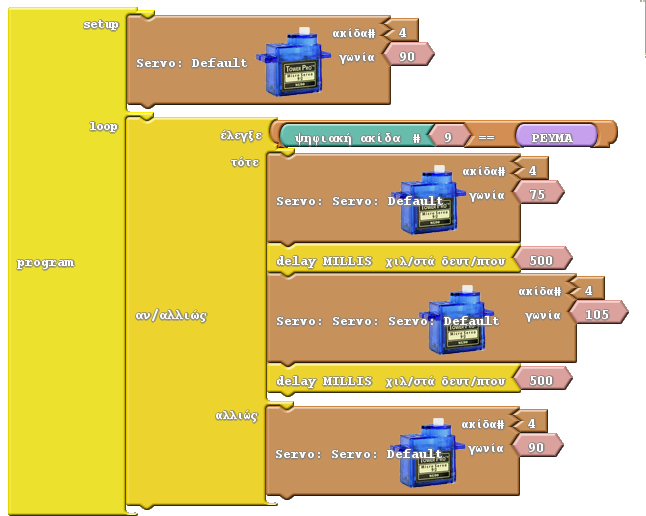 setup
Servo: Default
ακίδα# 4
γωνία 90
loop
έλεγξε ψηφιακή ακίδα # 9 == ΡΕΥΜΑ
τότε
Servo: Servo: Default
ακίδα# 4
γωνία 75
delay MILLIS χιλ/στά δευτ/πτου 500
program
αν/αλλιώς
Servo: Servo: Servo: Default
ακίδα# 4
γωνία 105
delay MILLIS χιλ/στά δευτ/πτου 500
αλλιώς
Servo: Servo: Default
ακίδα# 4
γωνία 90